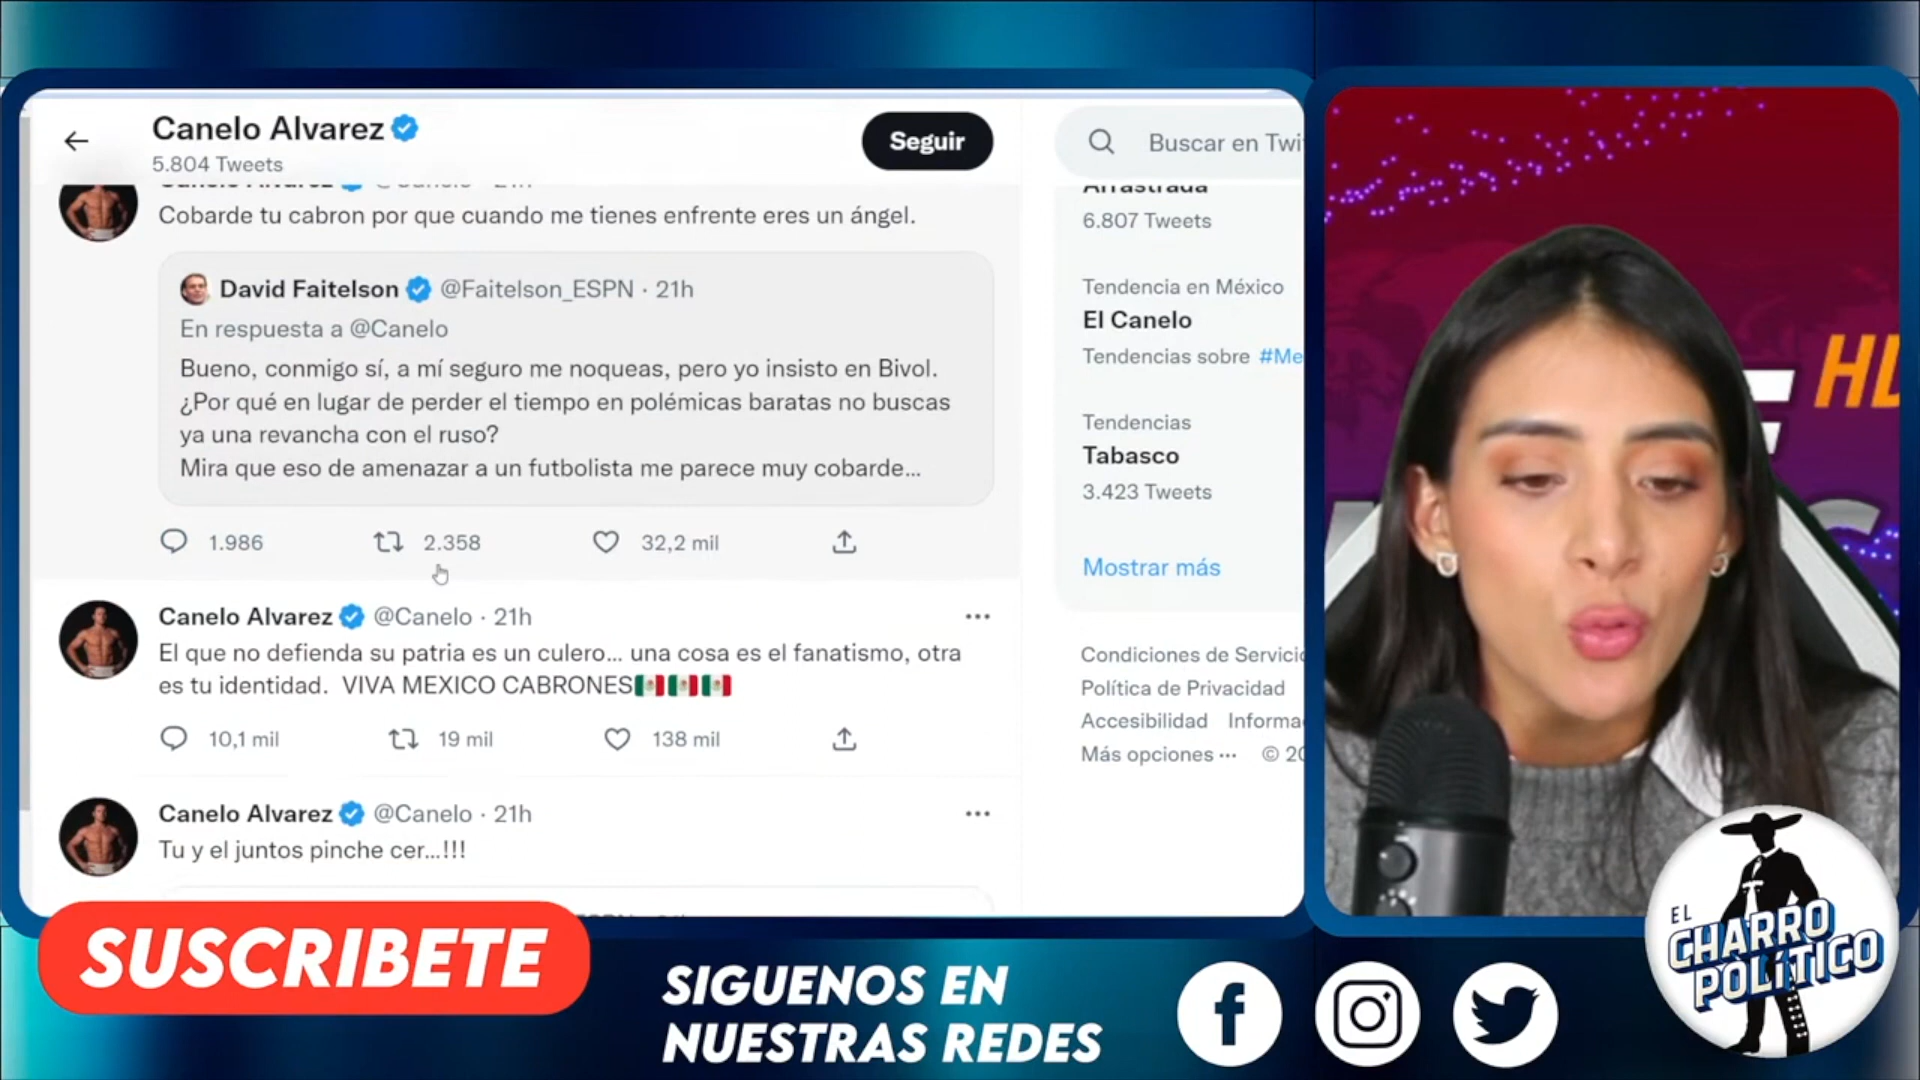 Canelo Alvarez
5.804 Tweets
Seguir
Buscar en Twi
Cobarde tu cabron por que cuando me tienes enfrente eres un ángel.
David Faitelson @Faitelson_ESPN · 21h
En respuesta a @Canelo
Bueno, conmigo sí, a mí seguro me noqueas, pero yo insisto en Bivol.
¿Por qué en lugar de perder el tiempo en polémicas baratas no buscas
ya una revancha con el ruso?
Mira que eso de amenazar a un futbolista me parece muy cobarde...
1.986 2.358 32,2 mil
Canelo Alvarez @Canelo · 21h
El que no defienda su patria es un culero... una cosa es el fanatismo, otra
es tu identidad. VIVA MEXICO CABRONES🇲🇽🇲🇽🇲🇽
10,1 mil 19 mil 138 mil
Canelo Alvarez @Canelo · 21h
Tu y el juntos pinche cer...!!!
Arrastrada
6.807 Tweets
Tendencia en México
El Canelo
Tendencias sobre #Me
Tendencias
Tabasco
3.423 Tweets
Mostrar más
Condiciones de Servicio
Política de Privacidad
Accesibilidad Informa
Más opciones ··· © 20
HD
SUSCRIBETE
SIGUENOS EN
NUESTRAS REDES
EL
CHARRO
POLÍTICO